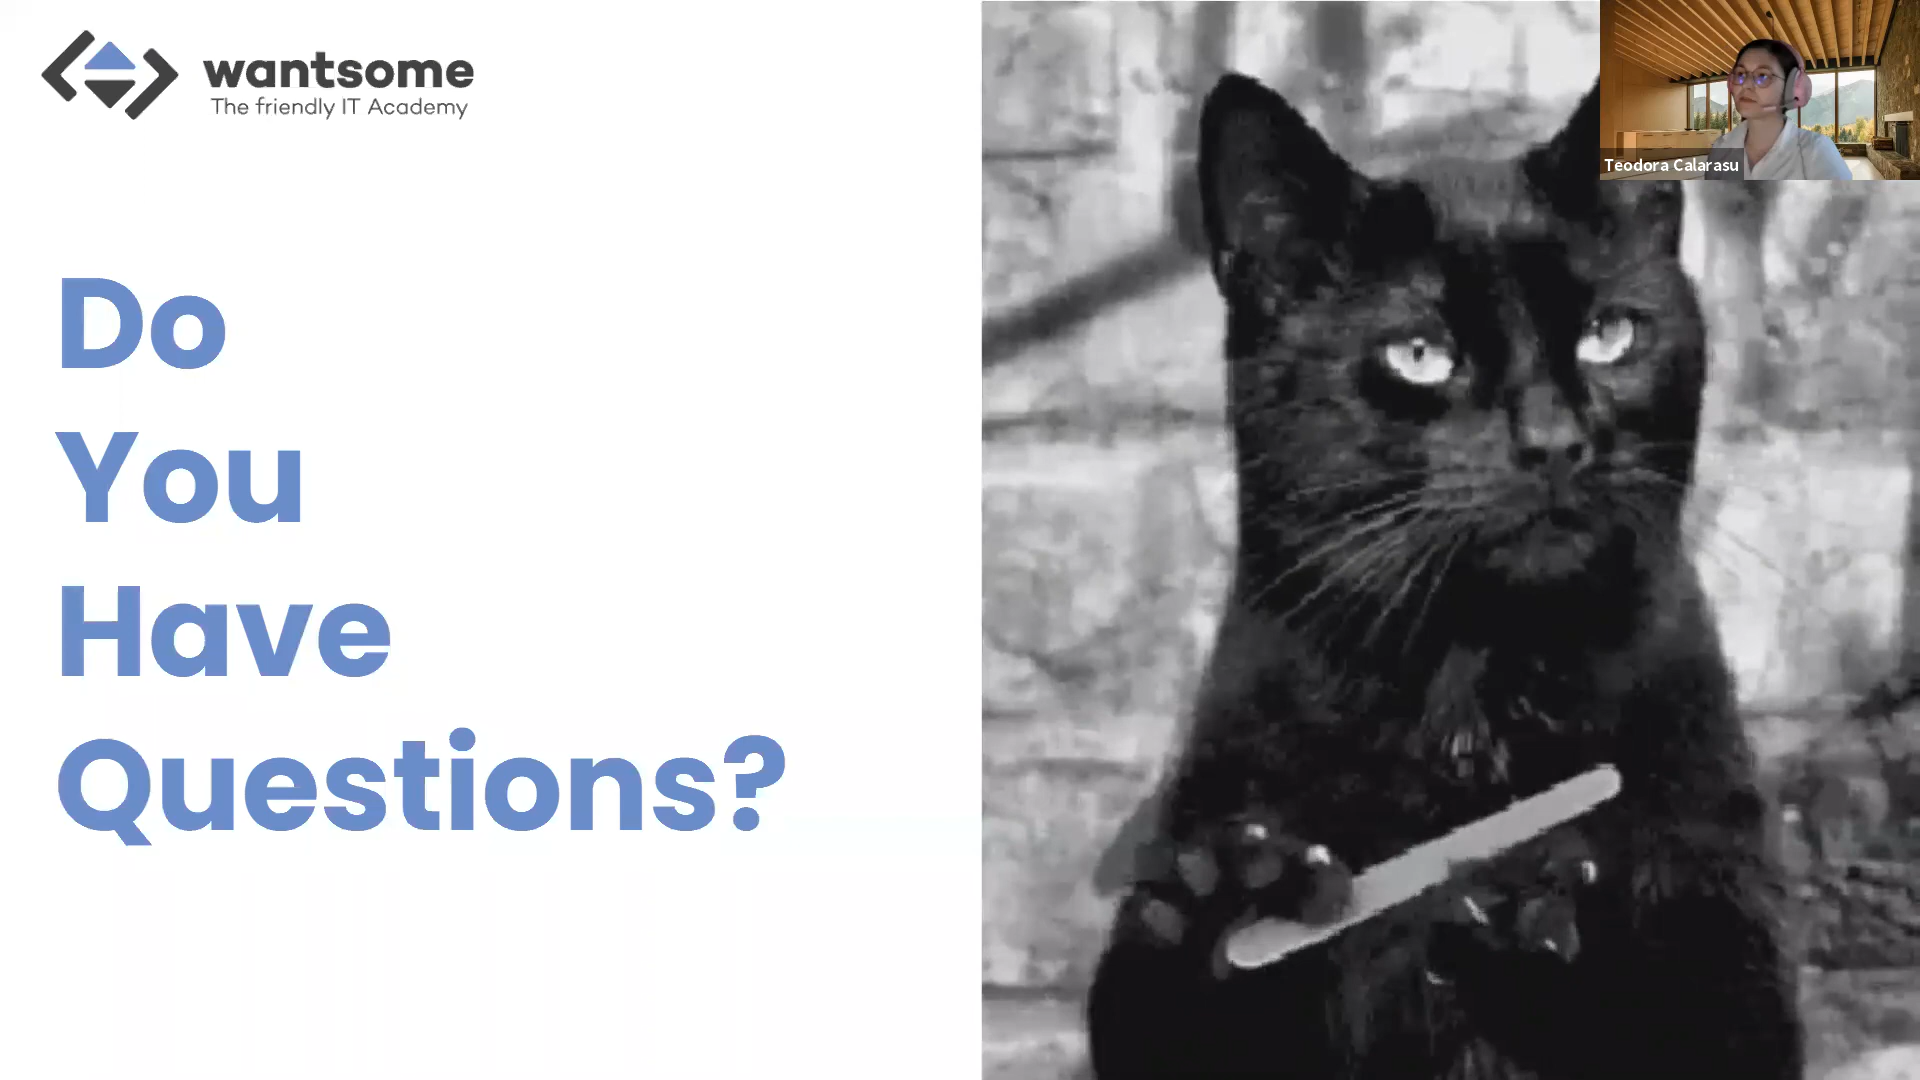 wantsome
The friendly IT Academy
Teodora Calarasu
Do
You
Have
Questions?